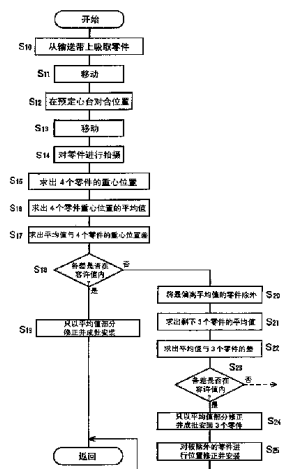 开始
S10
从输送带上吸取零件
S11
移动
S12
在预定心台对合位置
S13
移动
S14
对零件进行拍摄
S15
求出4个零件的重心位置
S16
求出4个零件重心位置的平均值
S17
求出平均值与4个零件的重心位置差
S18
各差是否在
容许值内
?
否
是
S19
只以平均值部分
修正并成批安装
将最偏离平均值的零件除外
S20
求出剩下3个零件的平均值
S21
求出平均值与3个零件的差
S22
S23
各差是否在
容许值内
?
否
是
只以平均值部分修正
并成批安装3个零件
S24
对被除外的零件进
行位置修正并安装
S25
返回